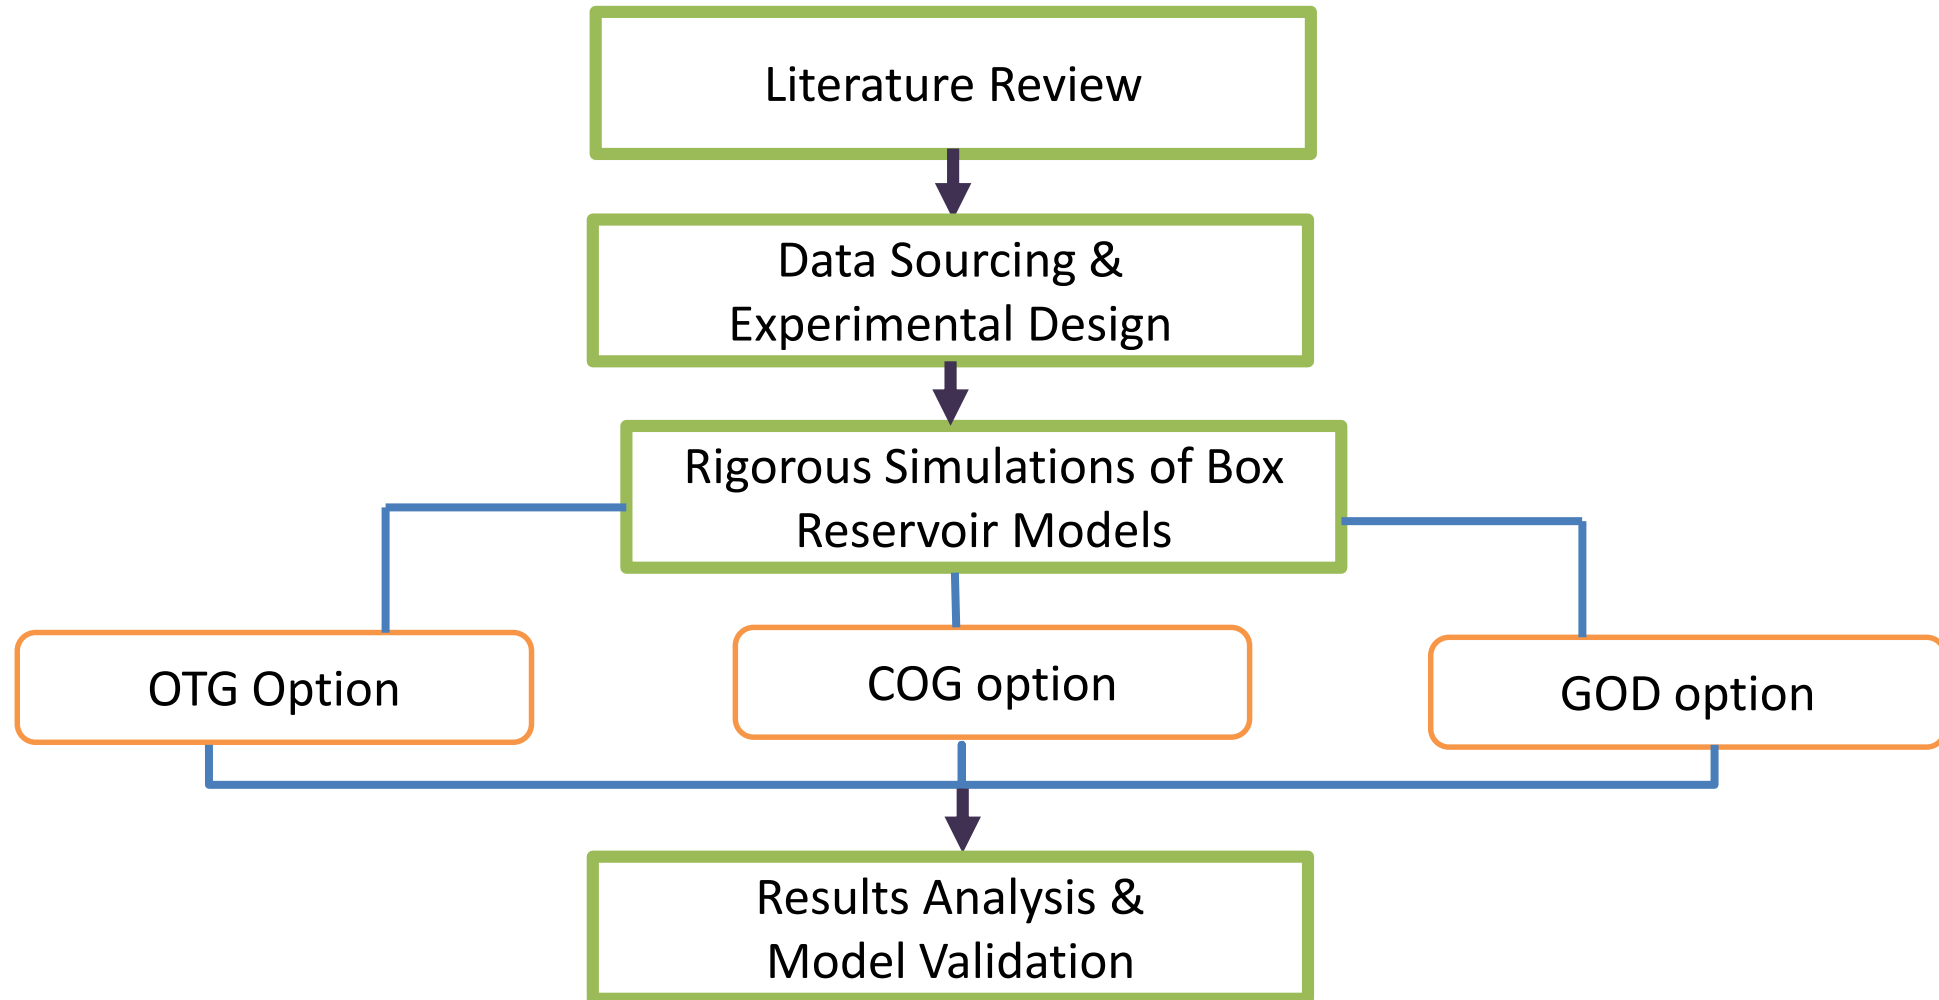 Literature Review
Data Sourcing &
Experimental Design
Rigorous Simulations of Box
Reservoir Models
OTG Option
COG option
GOD option
Results Analysis &
Model Validation